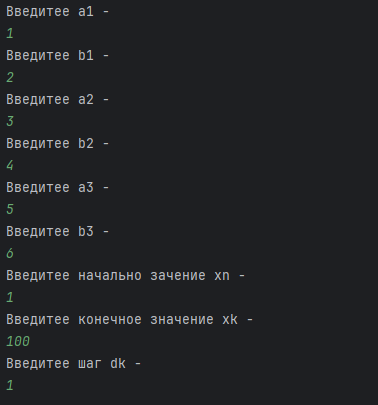 Введитее a1 -
1
Введитее b1 -
2
Введитее a2 -
3
Введитее b2 -
4
Введитее a3 -
5
Введитее b3 -
6
Введитее начально зачение xn -
1
Введитее конечное значение xk -
100
Введитее шаг dk -
1